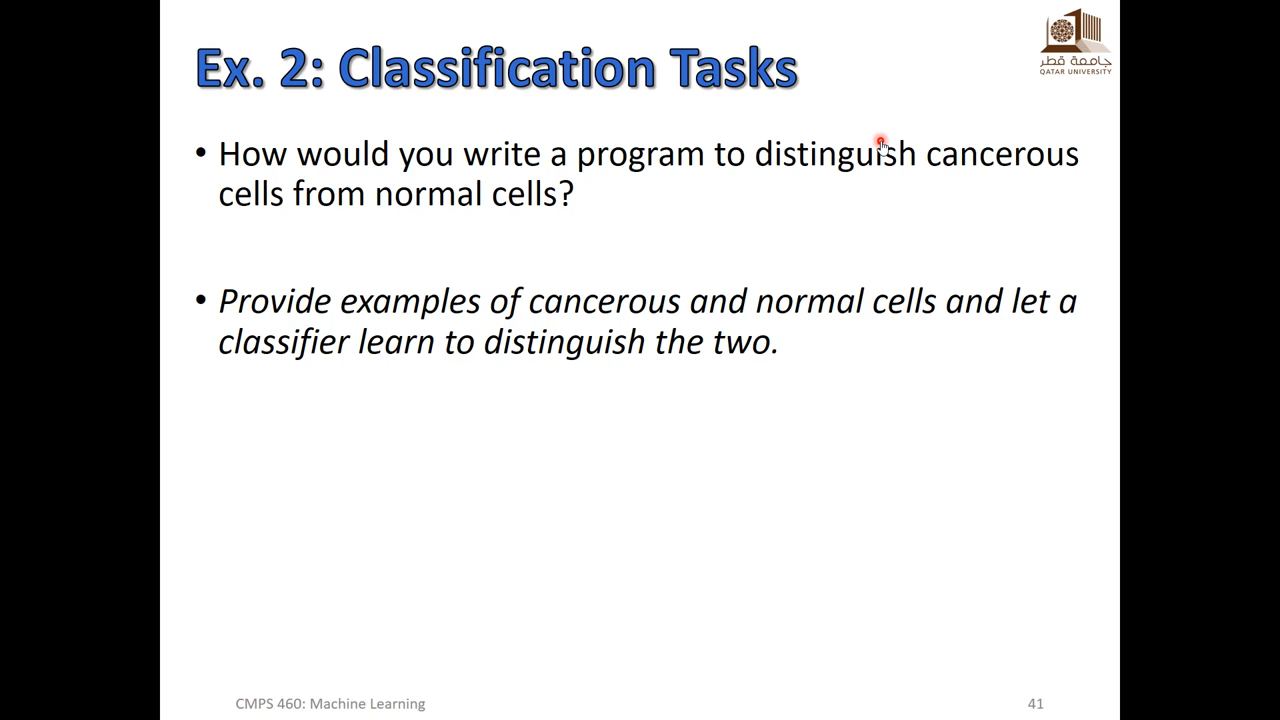 Ex. 2: Classification Tasks
جامعة قطر
QATAR UNIVERSITY
• How would you write a program to distinguish cancerous
cells from normal cells?
• Provide examples of cancerous and normal cells and let a
classifier learn to distinguish the two.
CMPS 460: Machine Learning
41